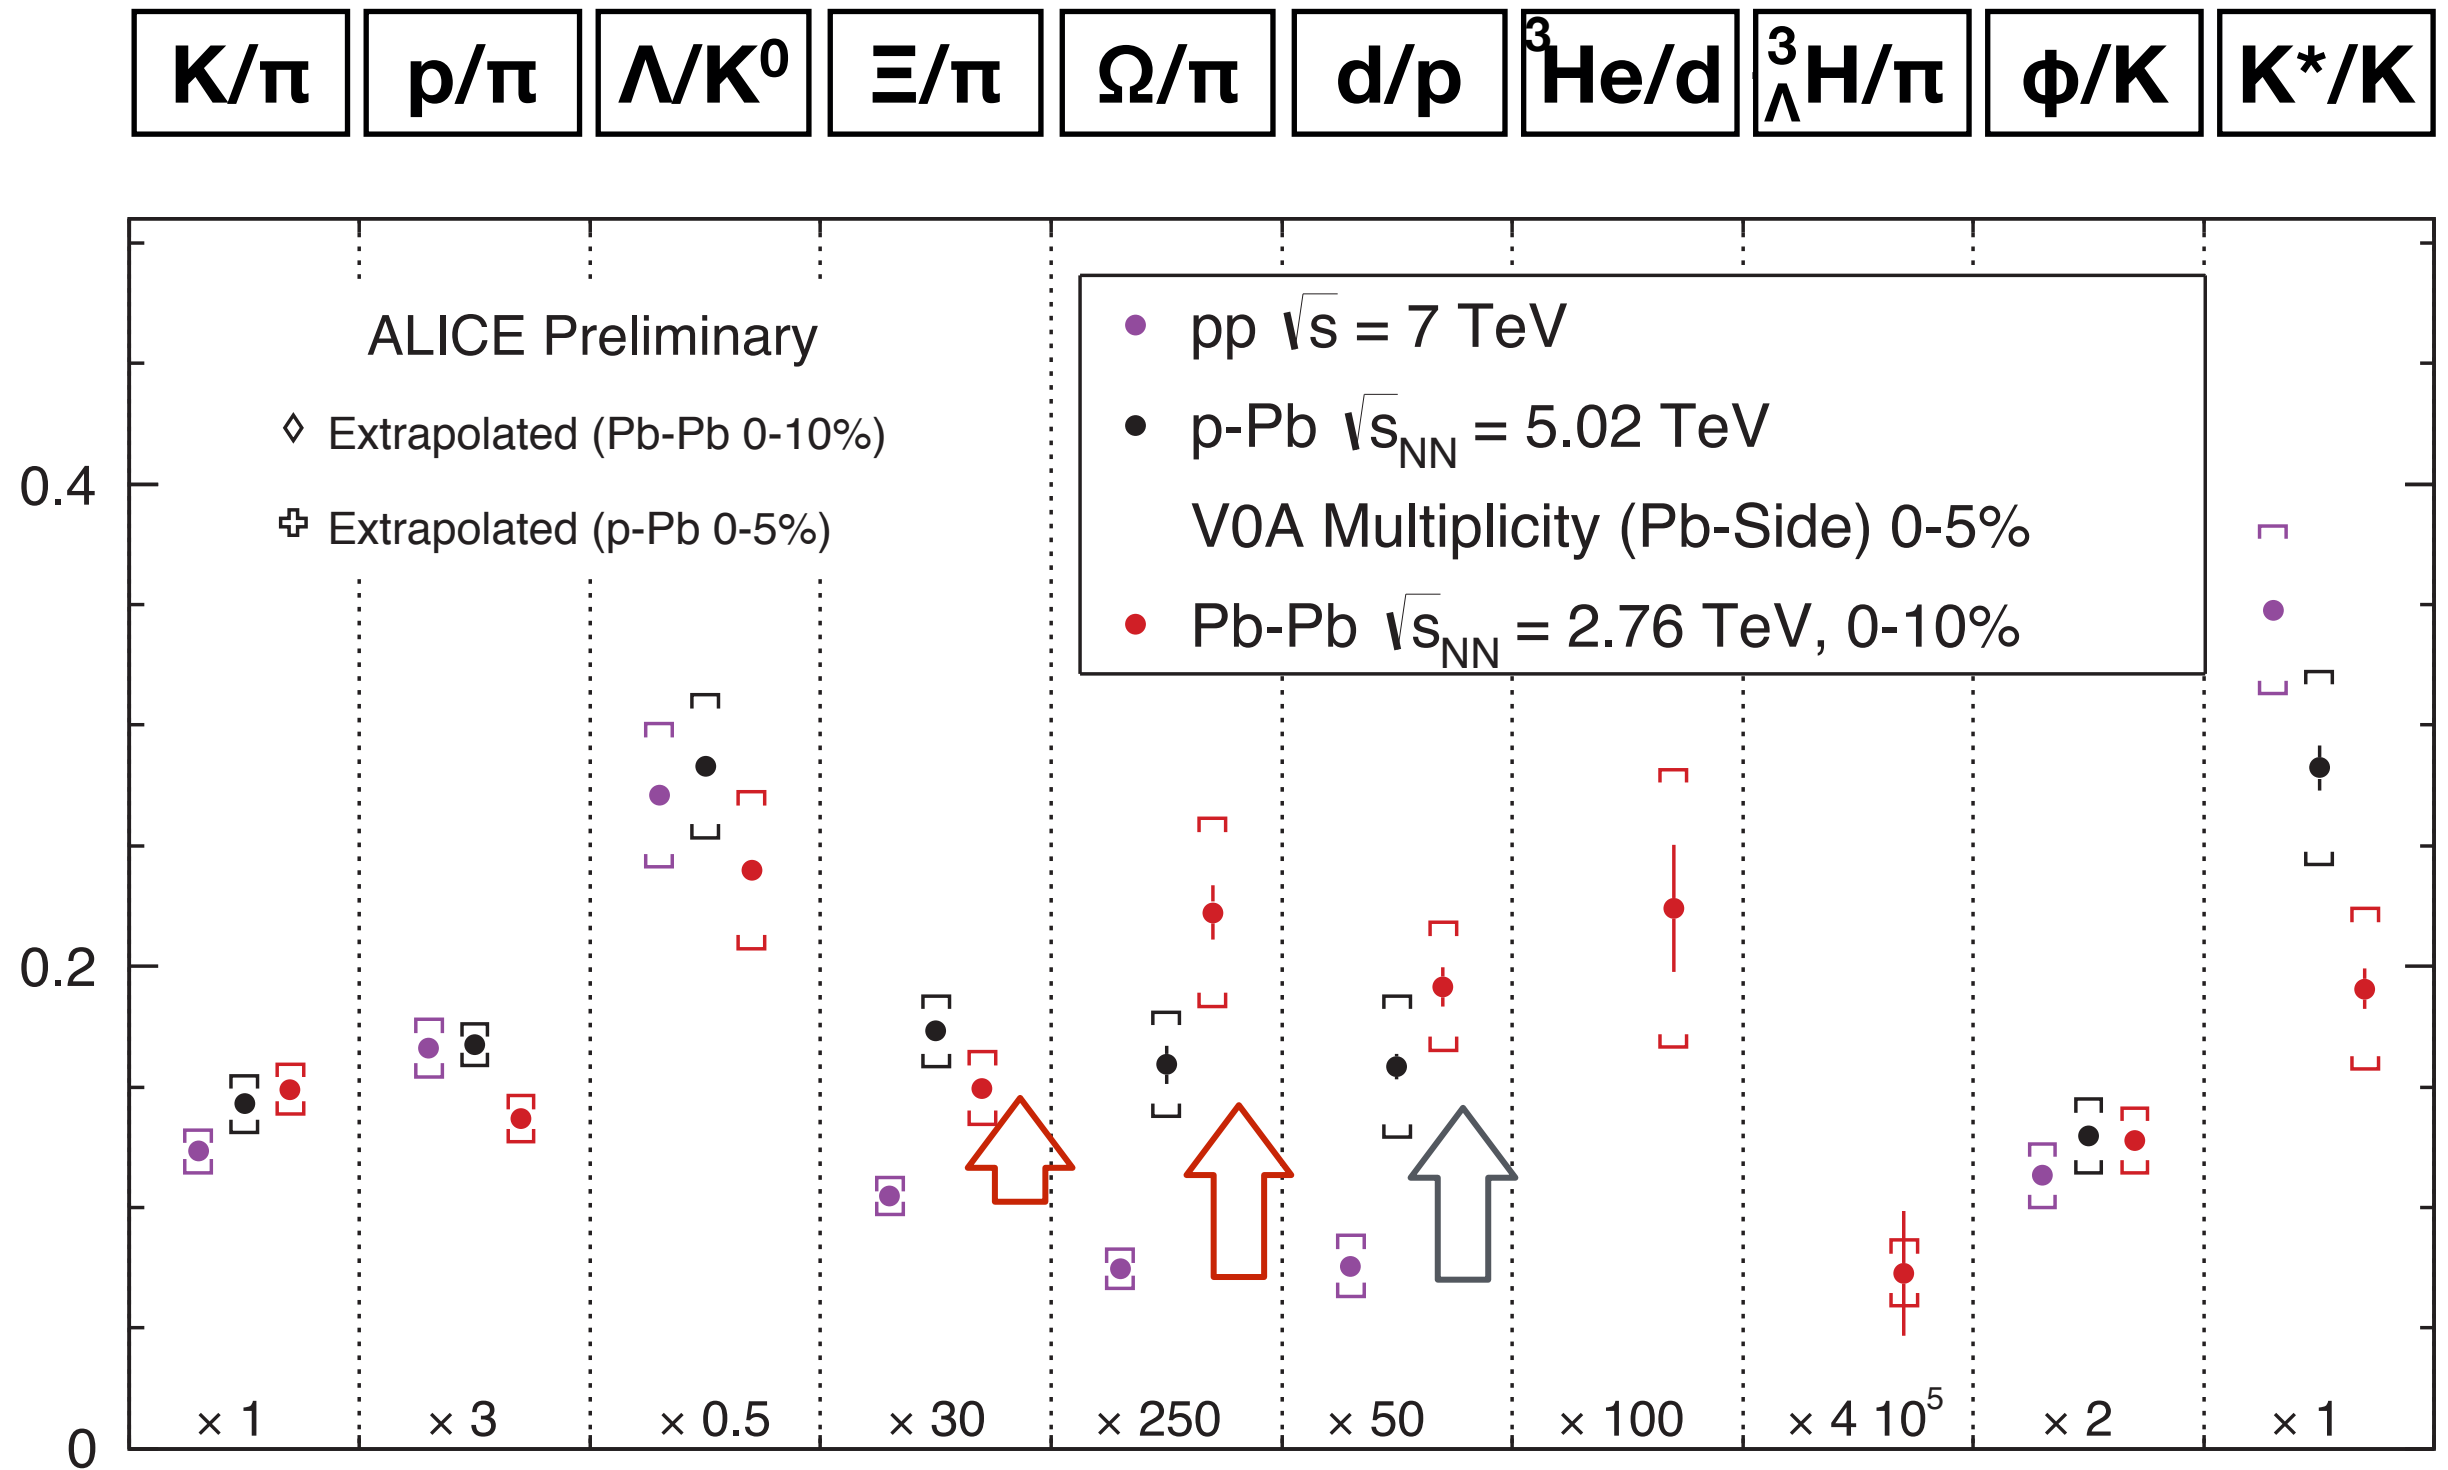 K/π p/π Λ/K⁰ Ξ/π Ω/π d/p ³He/d ³ΛH/π ϕ/K K*/K
ALICE Preliminary
◊ Extrapolated (Pb-Pb 0-10%)
✚ Extrapolated (p-Pb 0-5%)
pp √s = 7 TeV
p-Pb √sNN = 5.02 TeV
V0A Multiplicity (Pb-Side) 0-5%
Pb-Pb √sNN = 2.76 TeV, 0-10%
0.4
0.2
0
× 1 × 3 × 0.5 × 30 × 250 × 50 × 100 × 4 10⁵ × 2 × 1